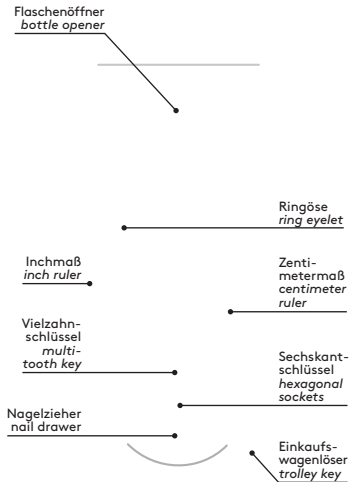 Flaschenöffner
bottle opener
Ringöse
ring eyelet
Inchmaß
inch ruler
Zenti-
metermaß
centimeter
ruler
Vielzahn-
schlüssel
multi-
tooth key
Sechskant-
schlüssel
hexagonal
sockets
Nagelzieher
nail drawer
Einkaufs-
wagenlöser
trolley key